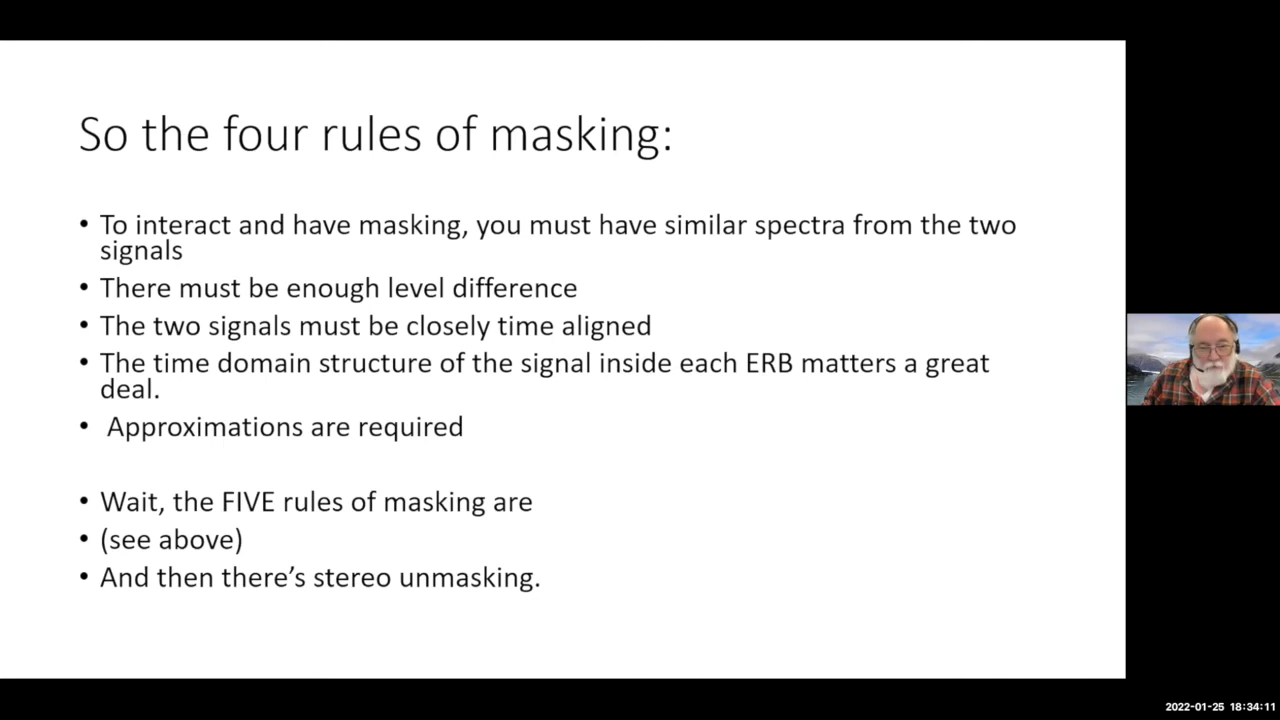 So the four rules of masking:
• To interact and have masking, you must have similar spectra from the two
signals
• There must be enough level difference
• The two signals must be closely time aligned
• The time domain structure of the signal inside each ERB matters a great
deal.
• Approximations are required
• Wait, the FIVE rules of masking are
• (see above)
• And then there’s stereo unmasking.
2022-01-25 18:34:11